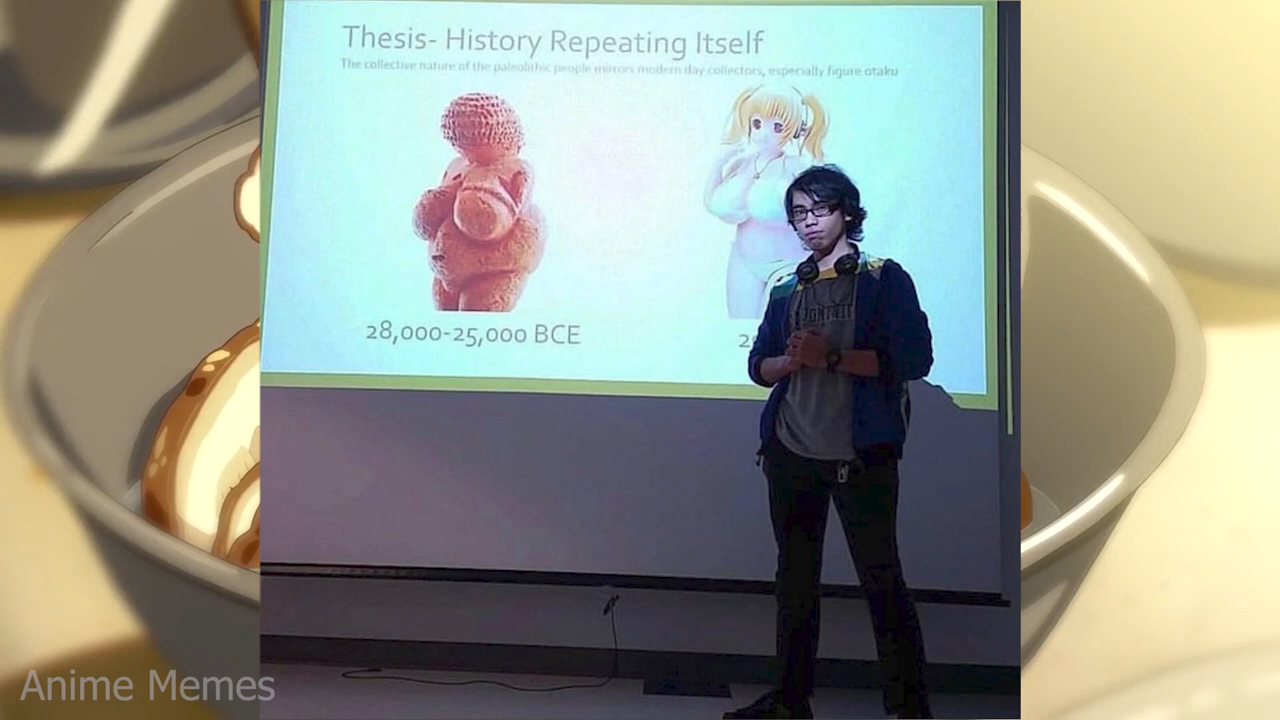 Thesis- History Repeating Itself
The collective nature of the paleolithic people mirrors modern day collectors, especially figure otaku
28,000-25,000 BCE
Anime Memes